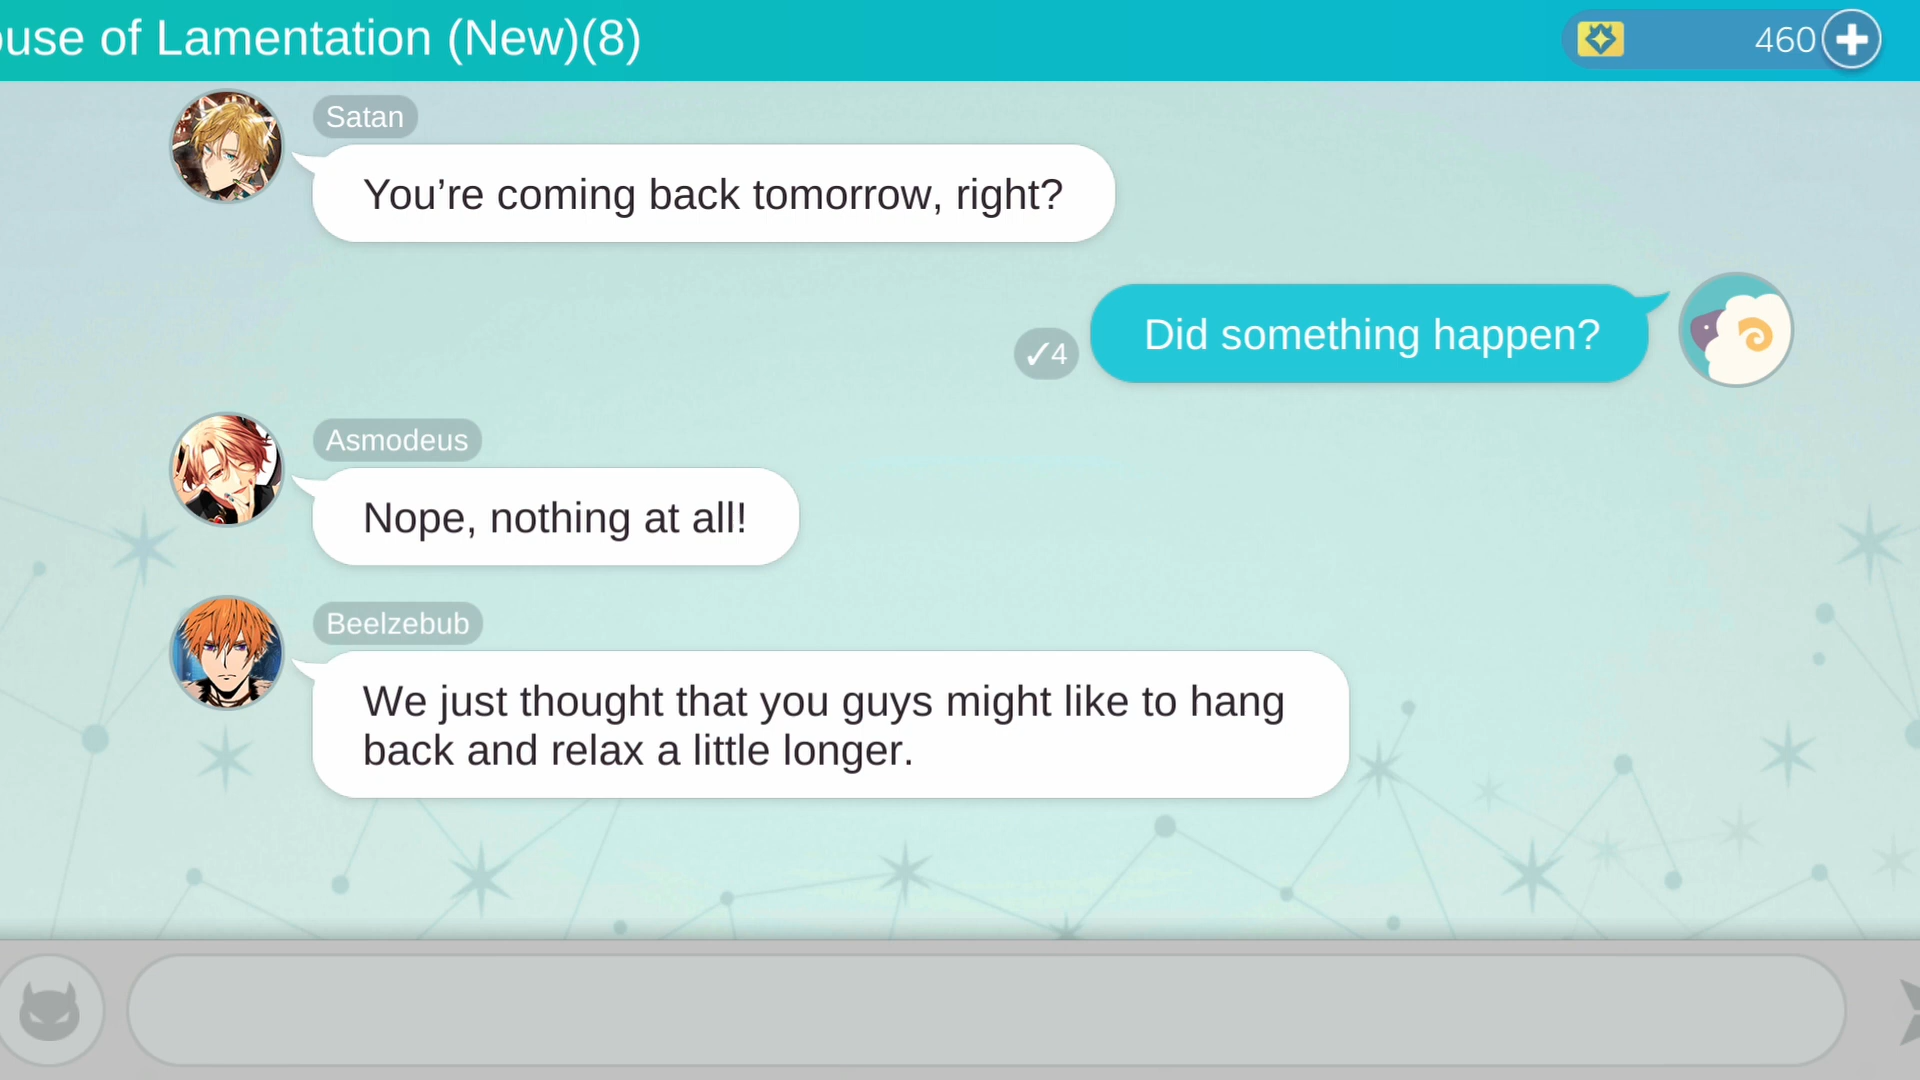 ouse of Lamentation (New)(8)
460
Satan
You’re coming back tomorrow, right?
Did something happen?
✓4
Asmodeus
Nope, nothing at all!
Beelzebub
We just thought that you guys might like to hang
back and relax a little longer.